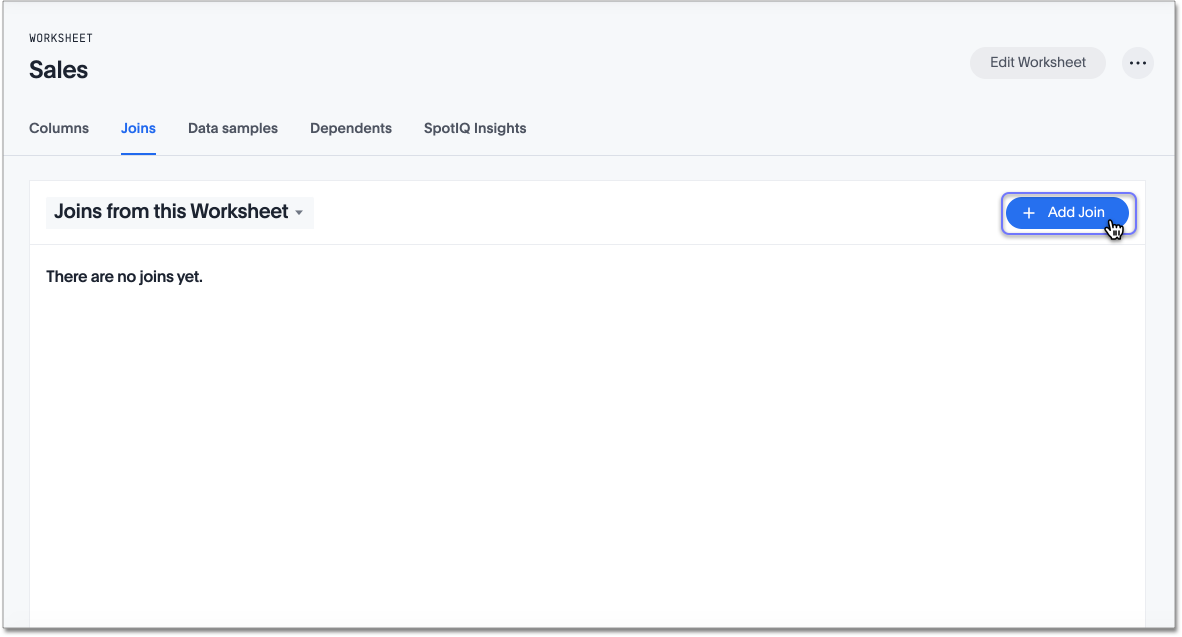 WORKSHEET
Sales
Edit Worksheet
Columns Joins Data samples Dependents SpotIQ Insights
Joins from this Worksheet
+ Add Join
There are no joins yet.